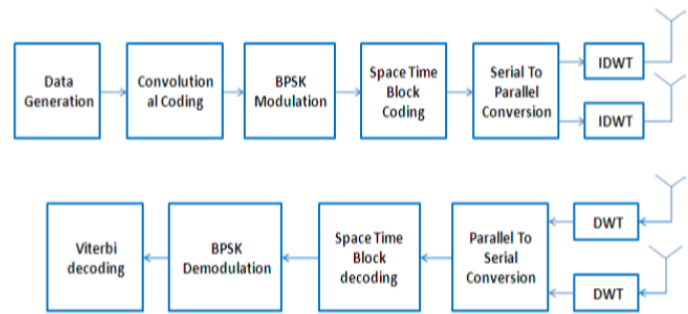 Data
Generation
Convolution
al Coding
BPSK
Modulation
Space Time
Block
Coding
Serial To
Parallel
Conversion
IDWT
IDWT
Viterbi
decoding
BPSK
Demodulation
Space Time
Block
decoding
Parallel To
Serial
Conversion
DWT
DWT